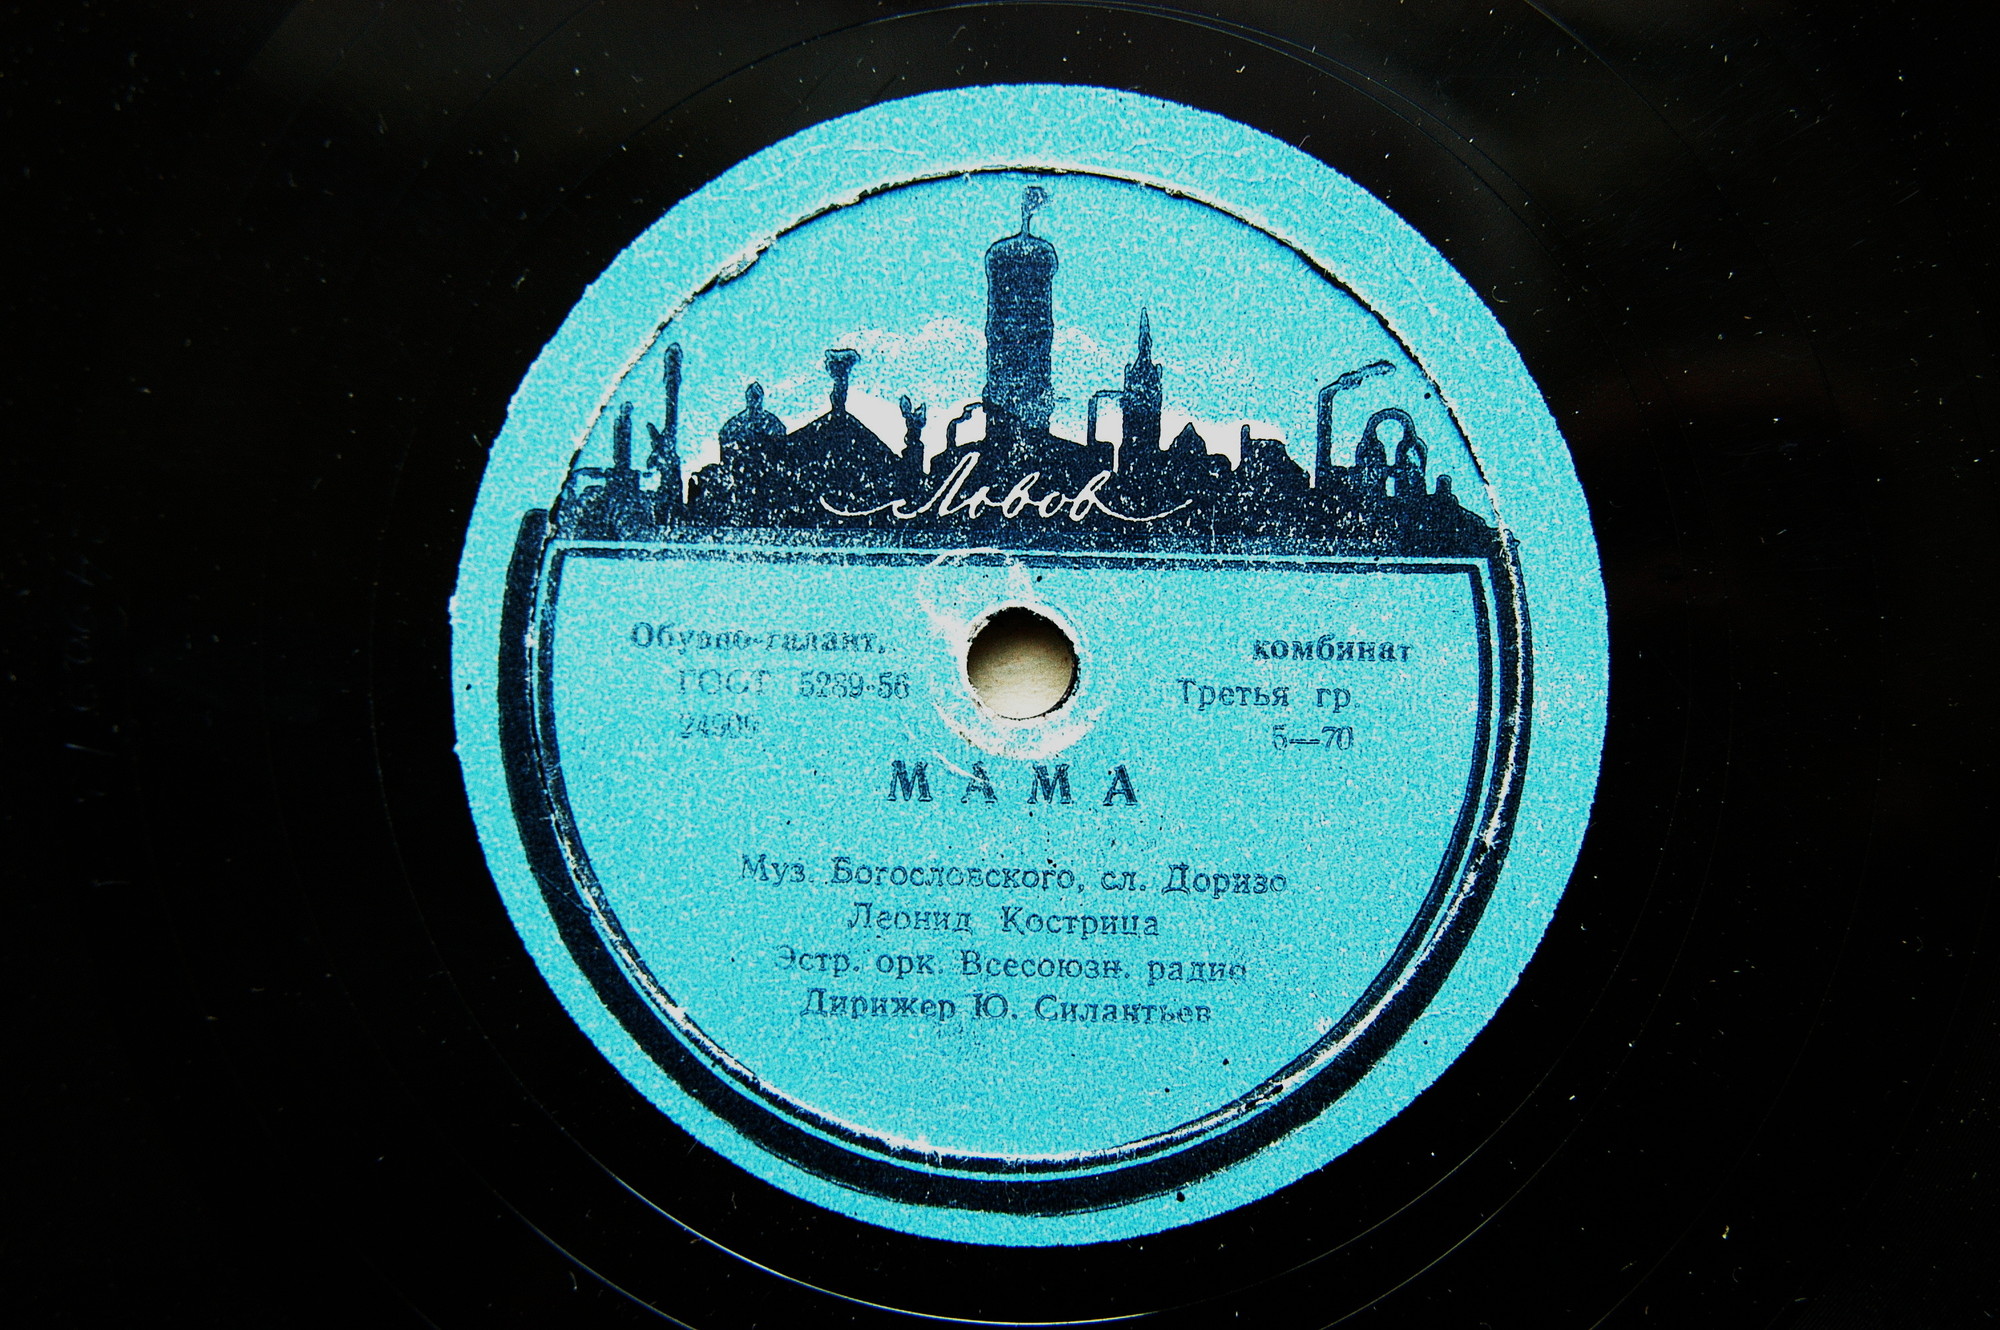 Львов
Обувно-галант. комбинат
ГОСТ 5289-56 Третья гр.
5—70
МАМА
Муз. Богословского, сл. Доризо
Леонид Кострица
Эстр. орк. Всесоюзн. радио
Дирижер Ю. Силантьев